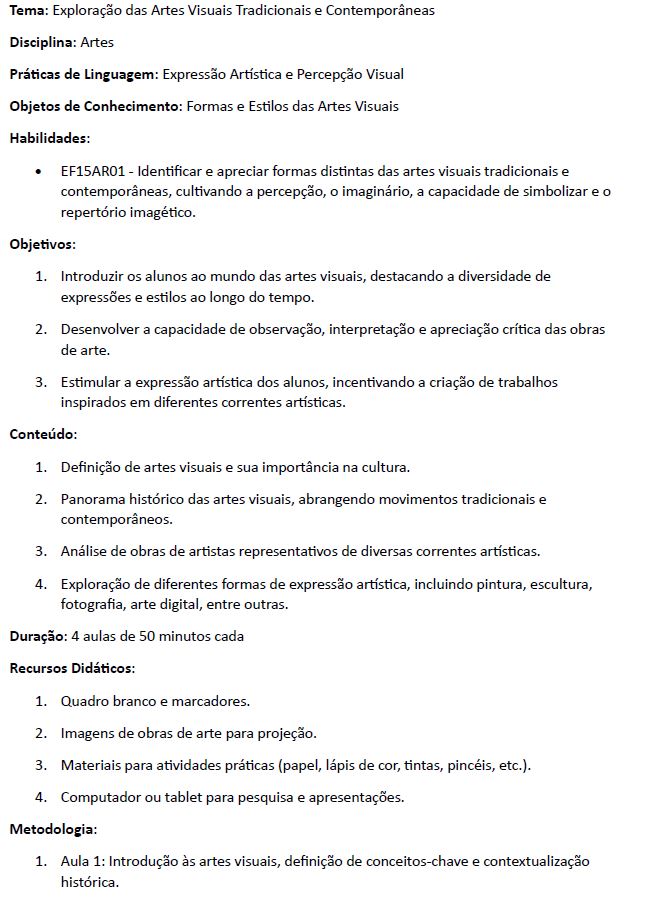 Tema: Exploração das Artes Visuais Tradicionais e Contemporâneas
Disciplina: Artes
Práticas de Linguagem: Expressão Artística e Percepção Visual
Objetos de Conhecimento: Formas e Estilos das Artes Visuais
Habilidades:
• EF15AR01 - Identificar e apreciar formas distintas das artes visuais tradicionais e
contemporâneas, cultivando a percepção, o imaginário, a capacidade de simbolizar e o
repertório imagético.
Objetivos:
1. Introduzir os alunos ao mundo das artes visuais, destacando a diversidade de
expressões e estilos ao longo do tempo.
2. Desenvolver a capacidade de observação, interpretação e apreciação crítica das obras
de arte.
3. Estimular a expressão artística dos alunos, incentivando a criação de trabalhos
inspirados em diferentes correntes artísticas.
Conteúdo:
1. Definição de artes visuais e sua importância na cultura.
2. Panorama histórico das artes visuais, abrangendo movimentos tradicionais e
contemporâneos.
3. Análise de obras de artistas representativos de diversas correntes artísticas.
4. Exploração de diferentes formas de expressão artística, incluindo pintura, escultura,
fotografia, arte digital, entre outras.
Duração: 4 aulas de 50 minutos cada
Recursos Didáticos:
1. Quadro branco e marcadores.
2. Imagens de obras de arte para projeção.
3. Materiais para atividades práticas (papel, lápis de cor, tintas, pincéis, etc.).
4. Computador ou tablet para pesquisa e apresentações.
Metodologia:
1. Aula 1: Introdução às artes visuais, definição de conceitos-chave e contextualização
histórica.